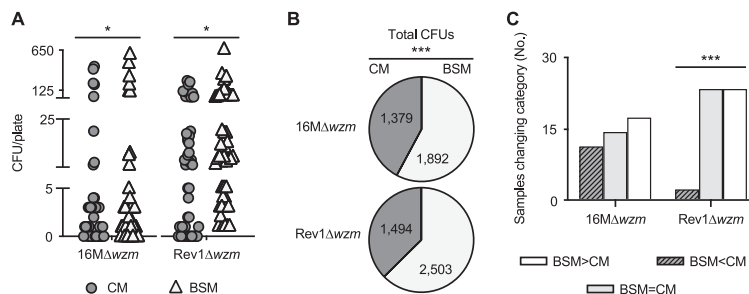 A
*
*
650
125
25
15
5
0
CFU/plate
16MΔwzm
Rev1Δwzm
CM
BSM
B
Total CFUs
***
CM
BSM
16MΔwzm
1,379
1,892
Rev1Δwzm
1,494
2,503
C
Samples changing category (No.)
30
15
0
***
16MΔwzm
Rev1Δwzm
BSM>CM
BSM<CM
BSM=CM